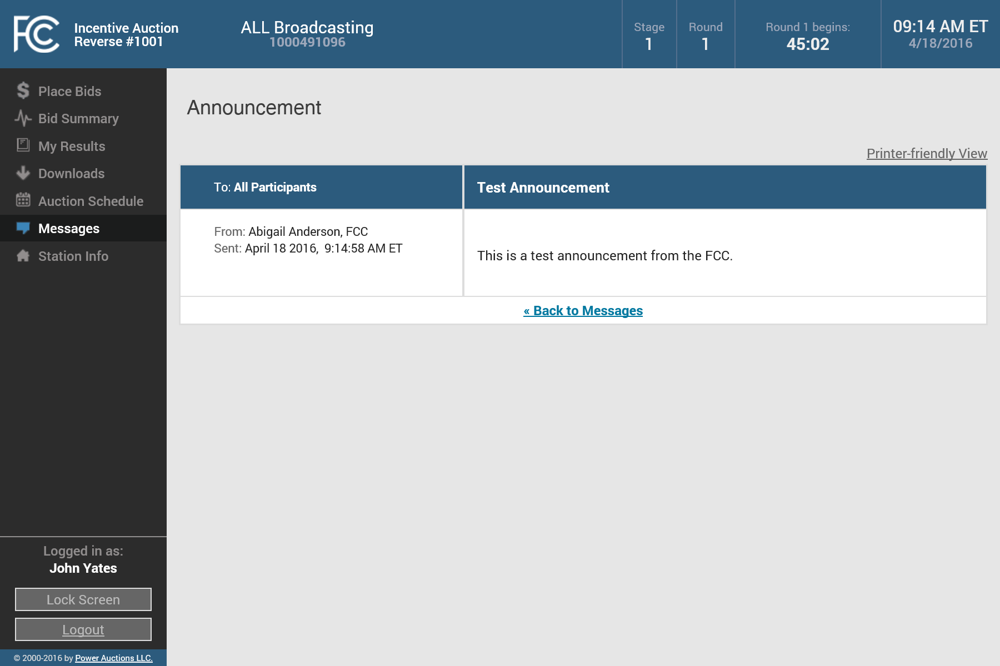 FCC
Incentive Auction
Reverse #1001
ALL Broadcasting
1000491096
Stage
1
Round
1
Round 1 begins:
45:02
09:14 AM ET
4/18/2016
Place Bids
Bid Summary
My Results
Downloads
Auction Schedule
Messages
Station Info
Announcement
Printer-friendly View
To: All Participants
Test Announcement
From: Abigail Anderson, FCC
Sent: April 18 2016,  9:14:58 AM ET
This is a test announcement from the FCC.
« Back to Messages
Logged in as:
John Yates
Lock Screen
Logout
© 2000-2016 by Power Auctions LLC.